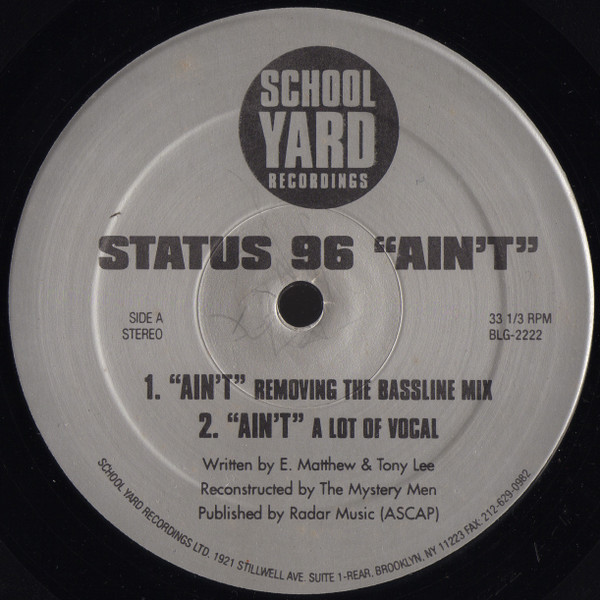 SCHOOL
YARD
RECORDINGS
STATUS 96 “AIN'T”
SIDE A
STEREO
33 1/3 RPM
BLG-2222
1. “AIN'T” REMOVING THE BASSLINE MIX
2. “AIN'T” A LOT OF VOCAL
Written by E. Matthew & Tony Lee
Reconstructed by The Mystery Men
Published by Radar Music (ASCAP)
SCHOOL YARD RECORDINGS LTD. 1921 STILLWELL AVE. SUITE 1-REAR. BROOKLYN, NY 11223 FAX: 212-629-0982